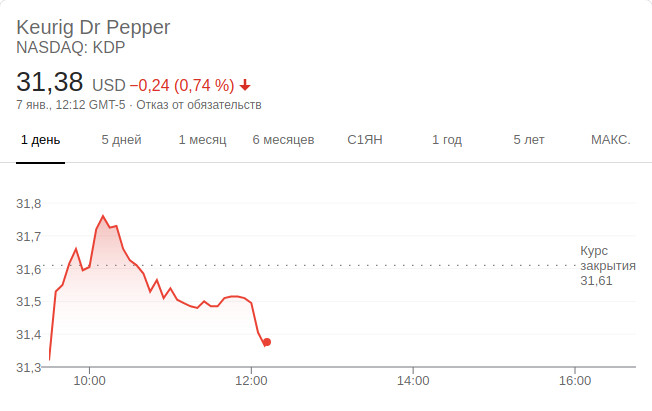 Keurig Dr Pepper
NASDAQ: KDP
31,38 USD −0,24 (0,74 %)
7 янв., 12:12 GMT-5 · Отказ от обязательств
1 день 5 дней 1 месяц 6 месяцев С1ЯН 1 год 5 лет МАКС.
31,8
31,7
31,6
31,5
31,4
31,3
Курс
закрытия
31,61
10:00 12:00 14:00 16:00